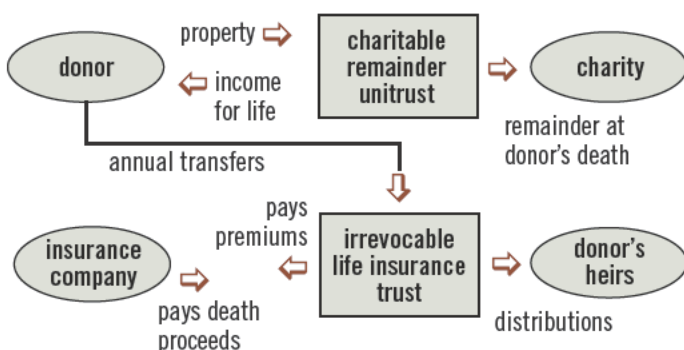 property
donor
income
for life
charitable
remainder
unitrust
charity
remainder at
donor's death
annual transfers
pays
premiums
insurance
company
pays death
proceeds
irrevocable
life insurance
trust
donor's
heirs
distributions